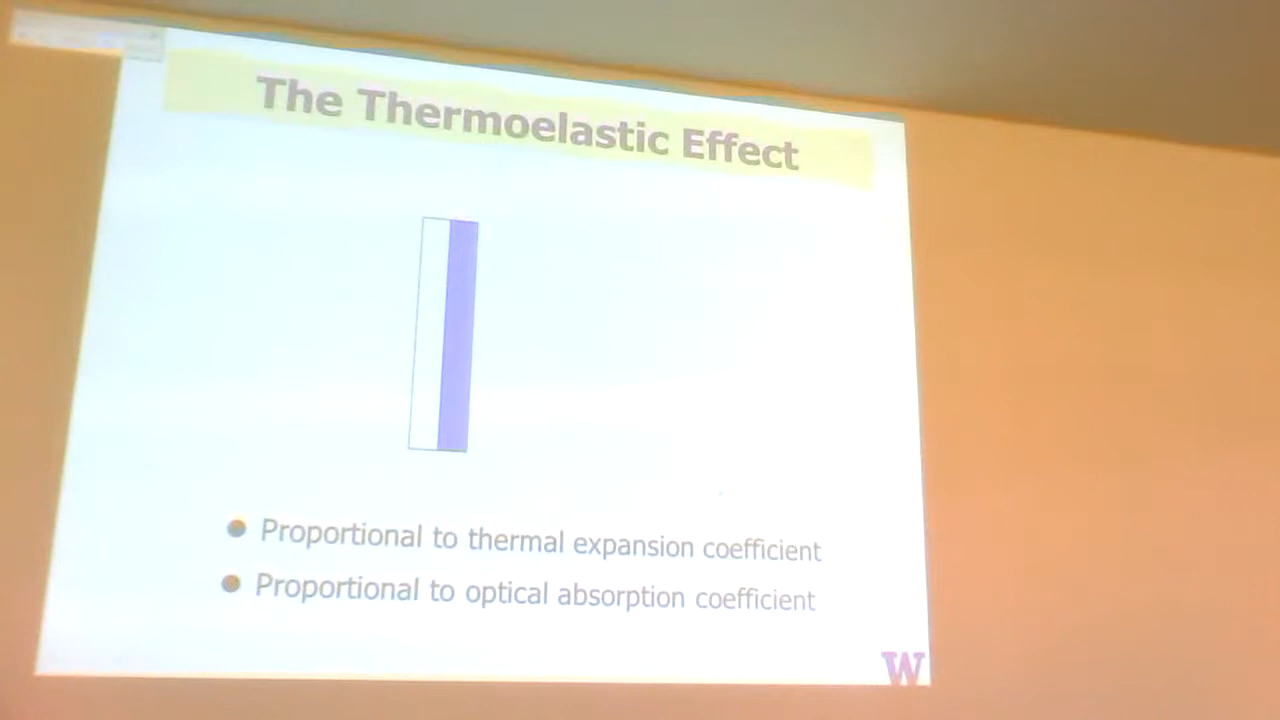 The Thermoelastic Effect
Proportional to thermal expansion coefficient
Proportional to optical absorption coefficient
W